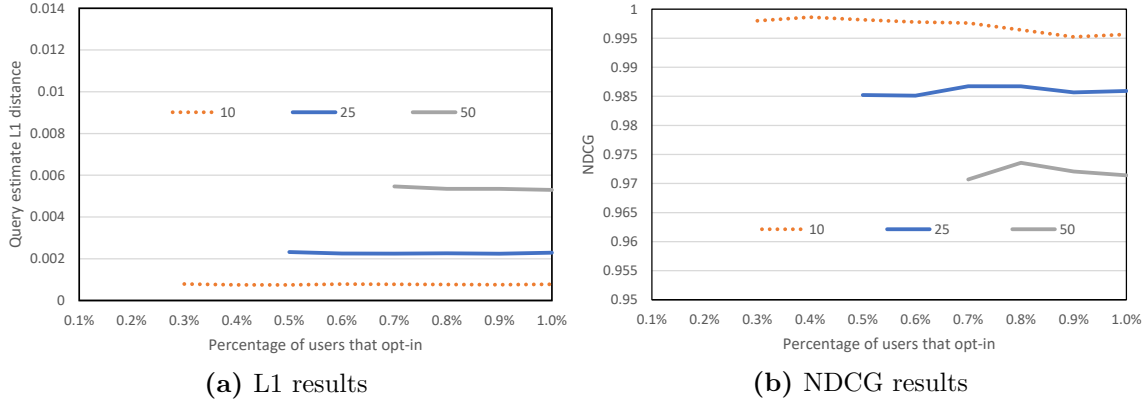 0.014
0.012
0.01
0.008
0.006
0.004
0.002
0
Query estimate L1 distance
10 25 50
0.1% 0.2% 0.3% 0.4% 0.5% 0.6% 0.7% 0.8% 0.9% 1.0%
Percentage of users that opt-in
(a) L1 results
1
0.995
0.99
0.985
0.98
0.975
0.97
0.965
0.96
0.955
0.95
NDCG
10 25 50
0.1% 0.2% 0.3% 0.4% 0.5% 0.6% 0.7% 0.8% 0.9% 1.0%
Percentage of users that opt-in
(b) NDCG results